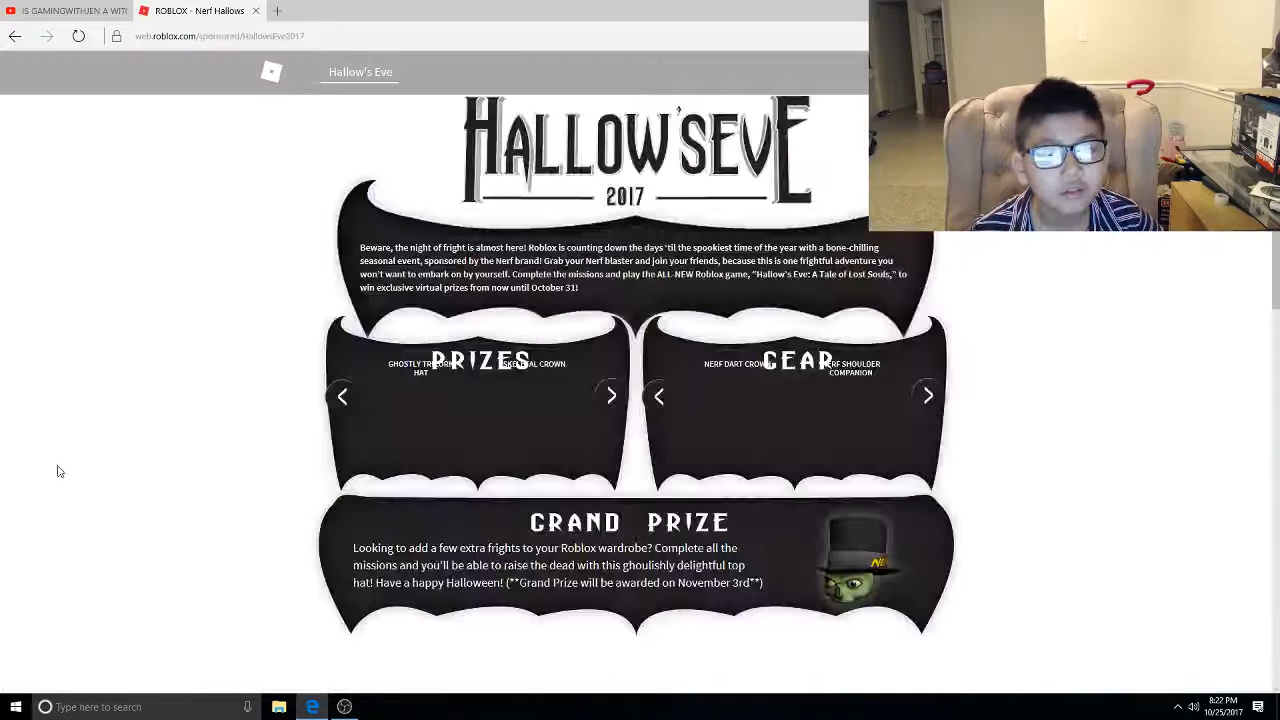 IS GAMINGWITHJEN A WITC
ROBLOX - Nerf Hallows
web.roblox.com/sponsored/HallowsEve2017
Hallow's Eve
HALLOW'S EVE
2017
Beware, the night of fright is almost here! Roblox is counting down the days 'til the spookiest time of the year with a bone-chilling
seasonal event, sponsored by the Nerf brand! Grab your Nerf blaster and join your friends, because this is one frightful adventure you
won't want to embark on by yourself. Complete the missions and play the ALL-NEW Roblox game, "Hallow's Eve: A Tale of Lost Souls," to
win exclusive virtual prizes from now until October 31!
PRIZES
GHOSTLY
HAT
SKELETAL CROWN
GEAR
NERF DART CROWN
NERF SHOULDER
COMPANION
GRAND PRIZE
Looking to add a few extra frights to your Roblox wardrobe? Complete all the
missions and you'll be able to raise the dead with this ghoulishly delightful top
hat! Have a happy Halloween! (**Grand Prize will be awarded on November 3rd**)
Type here to search
8:22 PM
10/25/2017